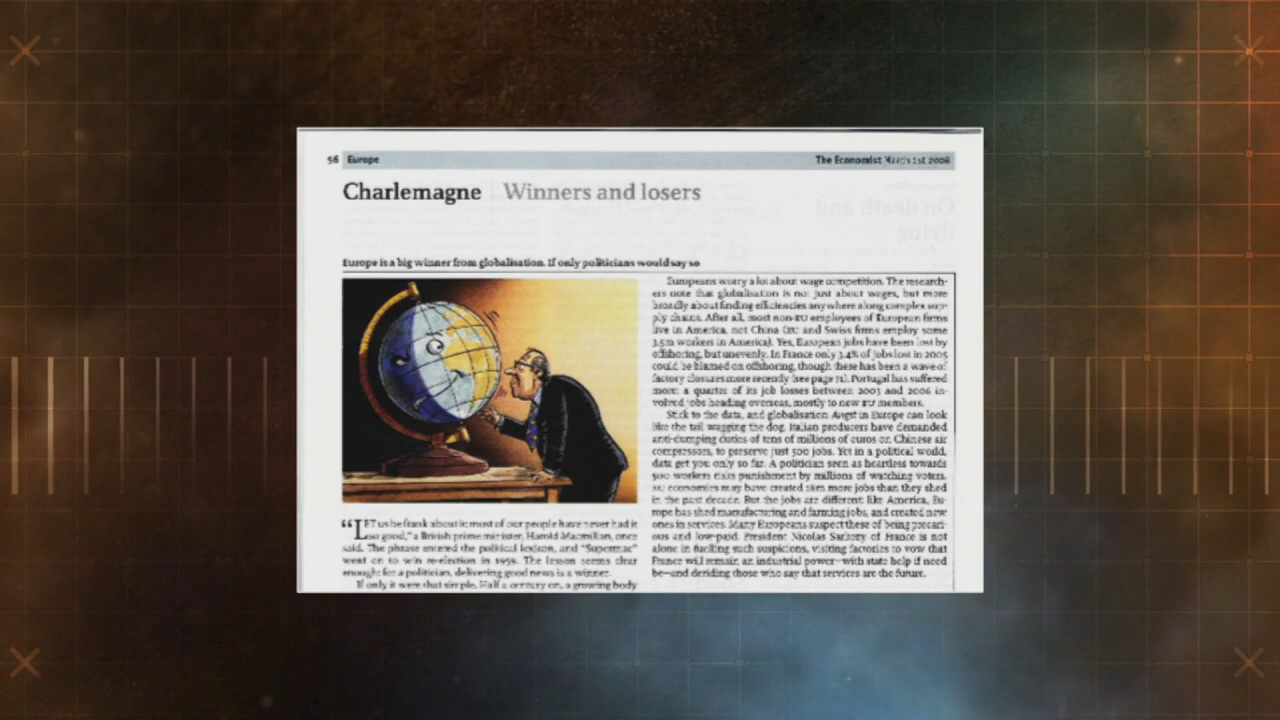 56 Europe
The Economist March 1st 2008
Charlemagne Winners and losers
On death and
dying
Europe is a big winner from globalisation. If only politicians would say so
“LET us be frank about it: most of our people have never had it
so good,” a British prime minister, Harold Macmillan, once
said. The phrase entered the political lexicon, and “Supermac”
went on to win re-election in 1959. The lesson seems clear
enough: for a politician, delivering good news is a winner.
If only it were that simple. Half a century on, a growing body
Europeans worry a lot about wage competition. The research-
ers note that globalisation is not just about wages, but more
broadly about finding efficiencies anywhere along complex sup-
ply chains. After all, most non-EU employees of European firms
live in America, not China (EU and Swiss firms employ some
3.5m workers in America). Yes, European jobs have been lost by
offshoring, but unevenly. In France only 3.4% of jobs lost in 2005
could be blamed on offshoring, though there has been a wave of
factory closures more recently (see page 71). Portugal has suffered
more: a quarter of its job losses between 2003 and 2006 in-
volved jobs heading overseas, mostly to new EU members.
Stick to the data, and globalisation Angst in Europe can look
like the tail wagging the dog. Italian producers have demanded
anti-dumping duties of tens of millions of euros on Chinese air
compressors, to preserve just 500 jobs. Yet in a political world,
data get you only so far. A politician seen as heartless towards
500 workers risks punishment by millions of watching voters.
EU economies may have created 18m more jobs than they shed
in the past decade. But the jobs are different: like America, Eu-
rope has shed manufacturing and farming jobs, and created new
ones in services. Many Europeans suspect these of being precari-
ous and low-paid. President Nicolas Sarkozy of France is not
alone in fuelling such suspicions, visiting factories to vow that
France will remain an industrial power—with state help if need
be—and deriding those who say that services are the future.